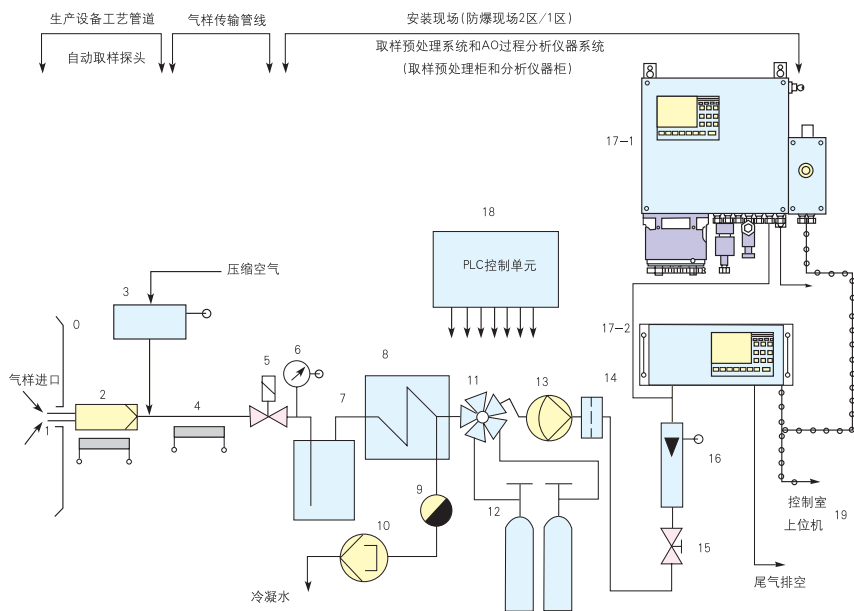 生产设备工艺管道
气样传输管线
安装现场(防爆现场2区/1区)
自动取样探头
取样预处理系统和AO过程分析仪器系统
(取样预处理柜和分析仪器柜)
17-1
18
PLC控制单元
压缩空气
3
0
17-2
5
6
8
气样进口
2
4
7
11
13
14
1
16
9
12
10
控制室
上位机
19
15
冷凝水
尾气排空